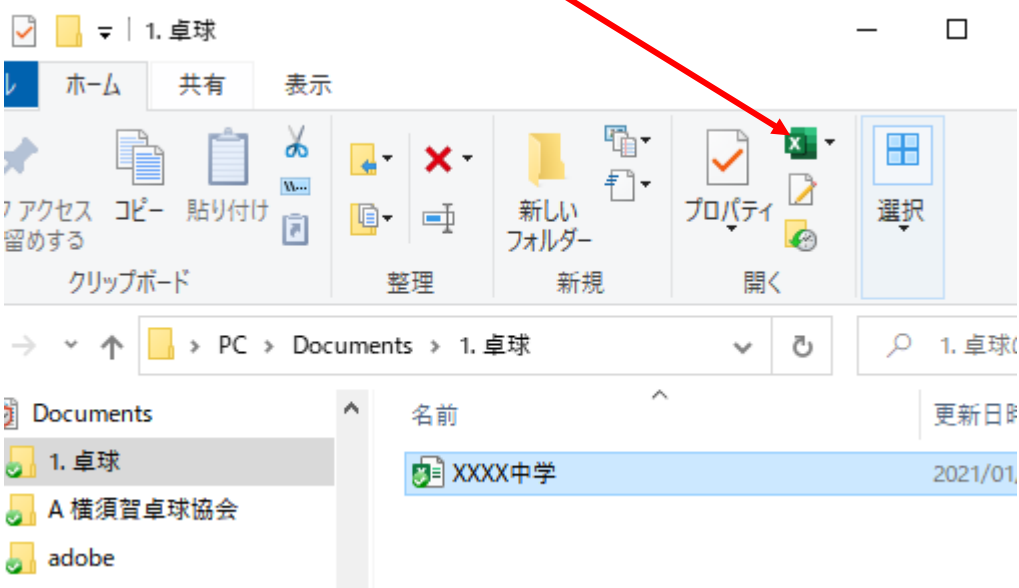 1. 卓球
ル ホーム 共有 表示
コピー 貼り付け
アクセス
留めする
新しい
フォルダー
プロパティ
選択
クリップボード 整理 新規 開く
PC Documents 1. 卓球
1. 卓球の
Documents
1. 卓球
A 横須賀卓球協会
adobe
名前 更新日時
XXXX中学 2021/01/